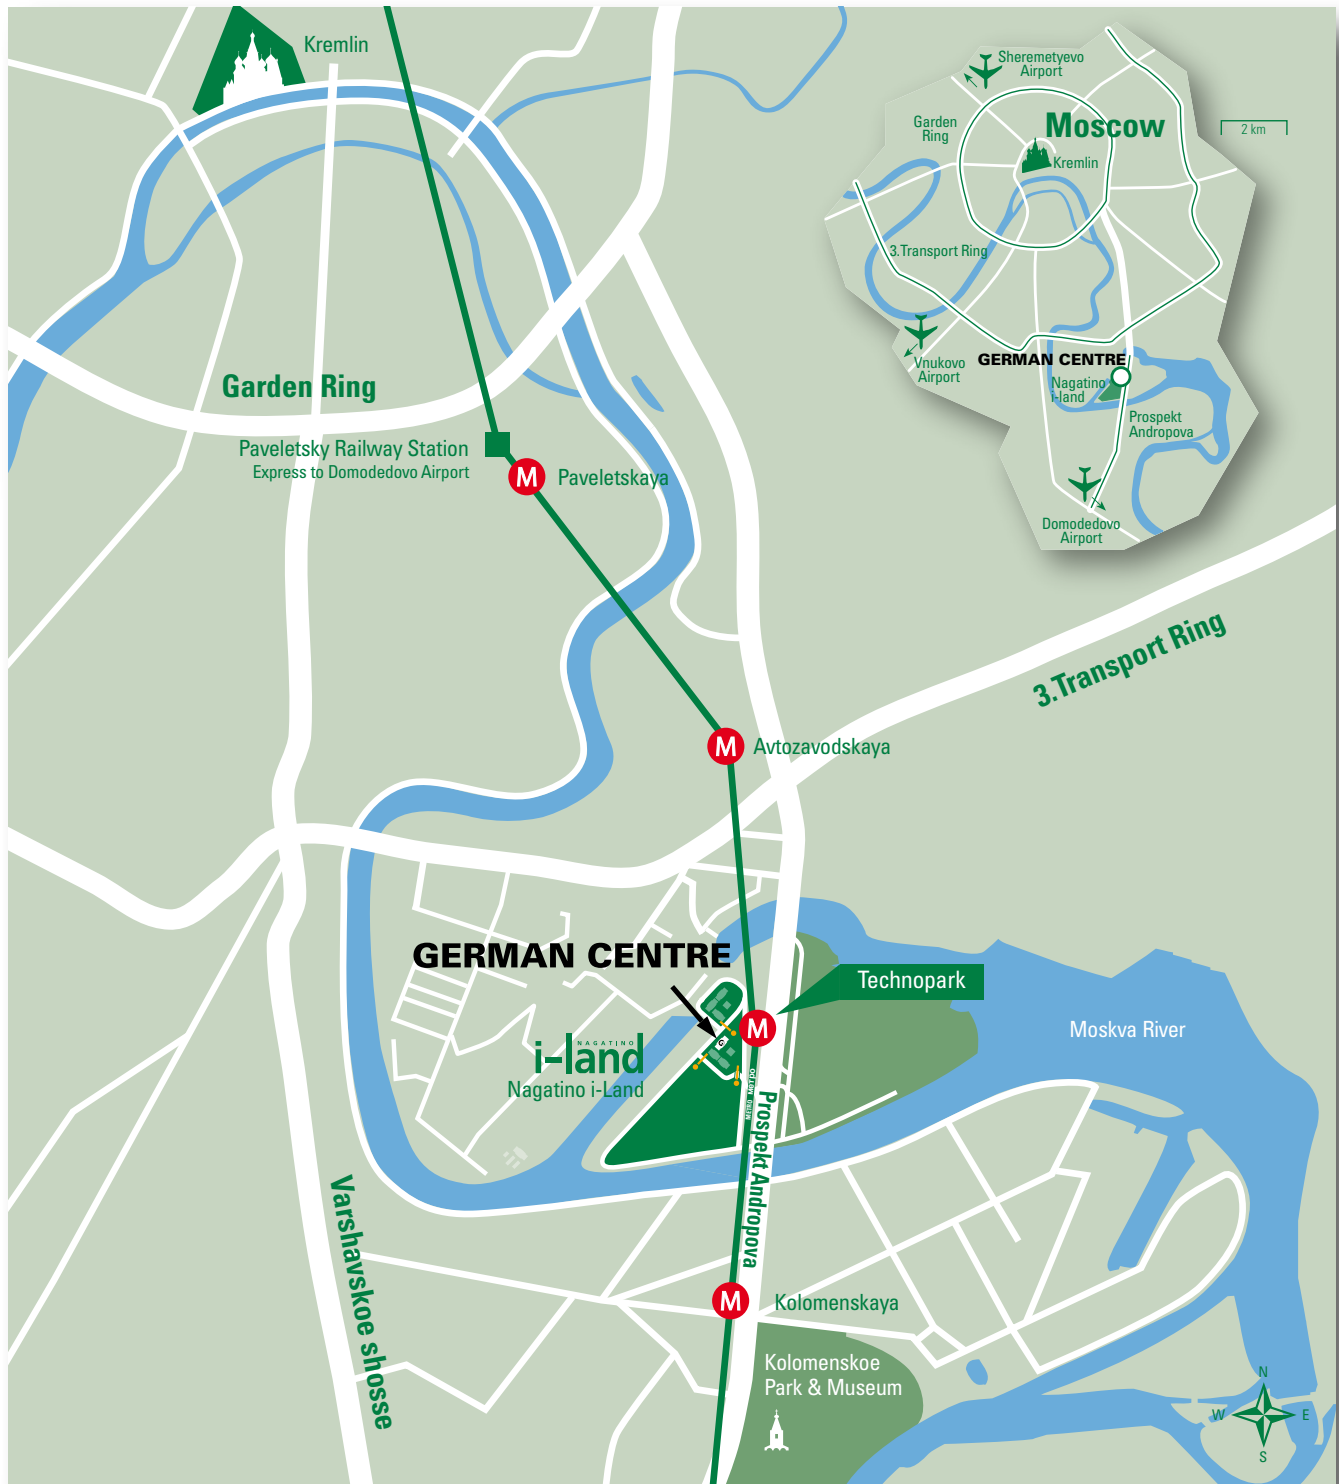 Kremlin
Sheremetyevo
Airport
Garden
Ring
Moscow
2 km
Kremlin
3.Transport Ring
Vnukovo
Airport
GERMAN CENTRE
Nagatino
i-land
Prospekt
Andropova
Domodedovo
Airport
Garden Ring
Paveletsky Railway Station
Express to Domodedovo Airport
M
Paveletskaya
3.Transport Ring
M
Avtozavodskaya
GERMAN CENTRE
Technopark
M
Moskva River
NAGATINO
i-land
Nagatino i-Land
METRO МЕТРО
Prospekt Andropova
Varshavskoe shosse
M
Kolomenskaya
Kolomenskoe
Park & Museum
N
W
E
S